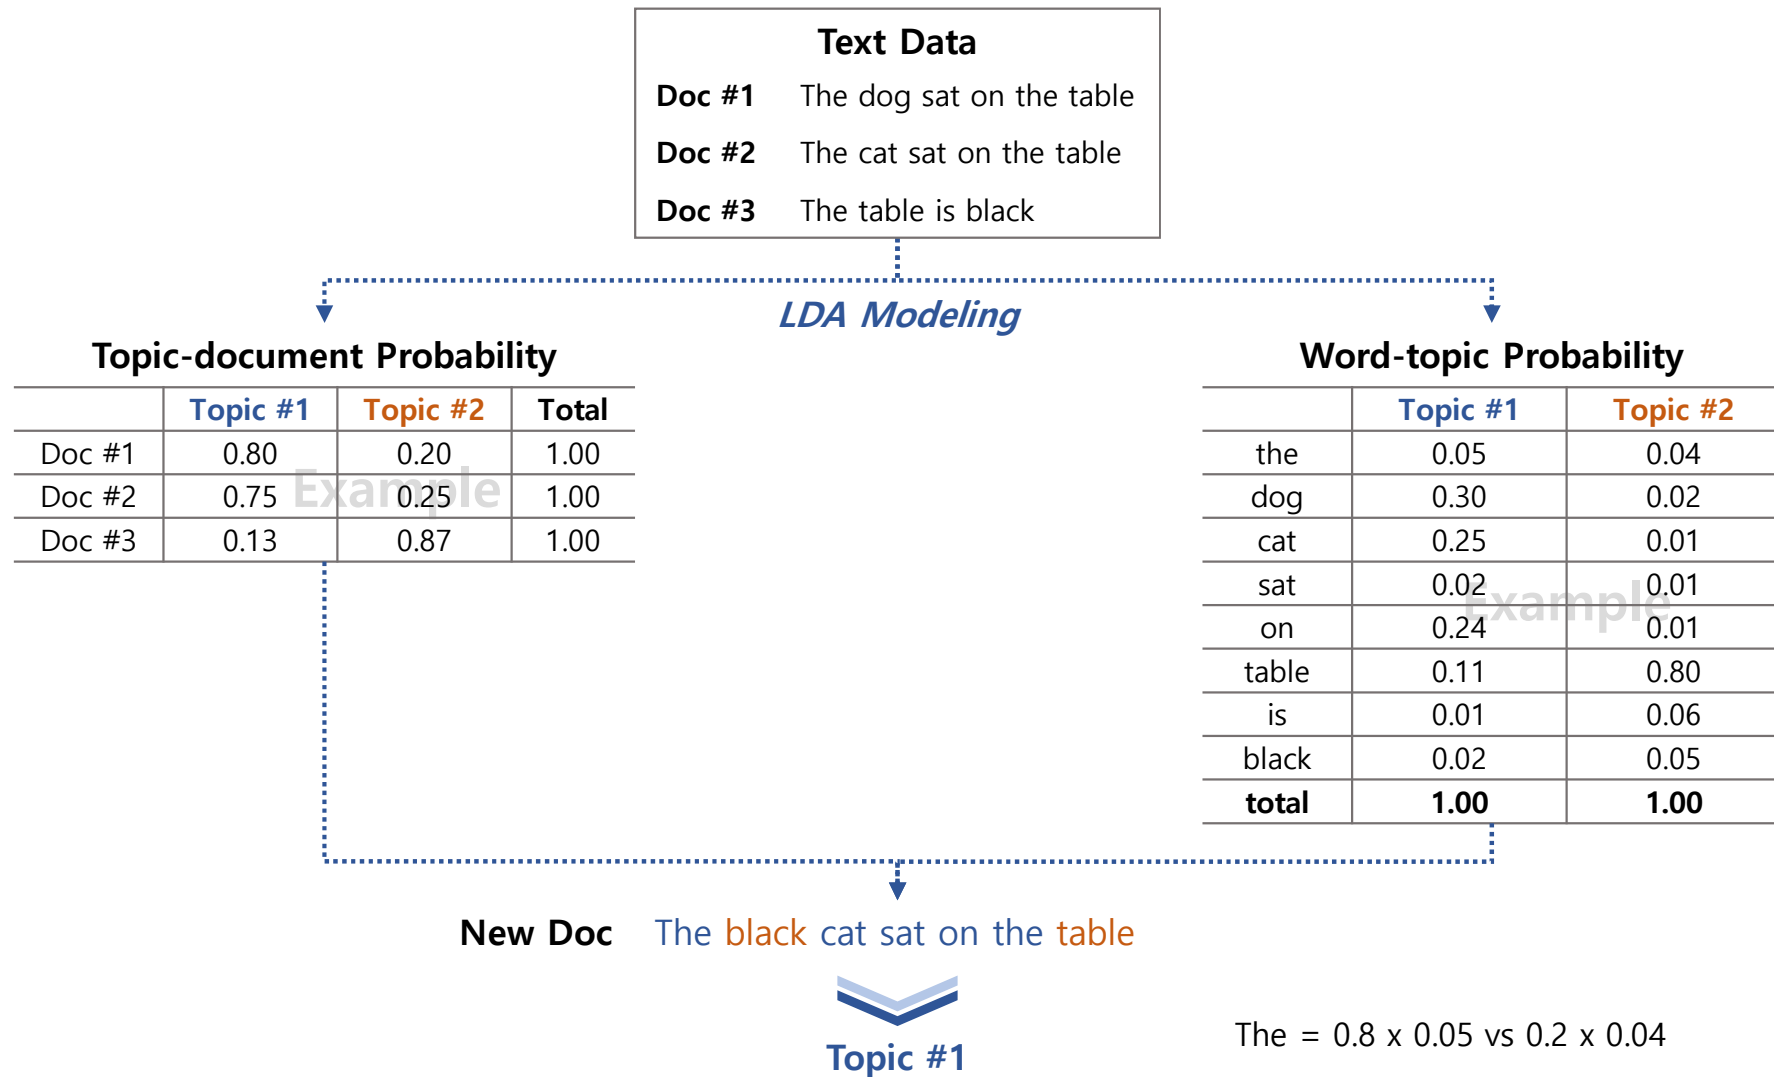 Text Data
Doc #1 The dog sat on the table
Doc #2 The cat sat on the table
Doc #3 The table is black
LDA Modeling
Topic-document Probability
Topic #1 Topic #2 Total
Doc #1 0.80 0.20 1.00
Doc #2 0.75 0.25 1.00
Doc #3 0.13 0.87 1.00
Example
Word-topic Probability
Topic #1 Topic #2
the 0.05 0.04
dog 0.30 0.02
cat 0.25 0.01
sat 0.02 0.01
on 0.24 0.01
table 0.11 0.80
is 0.01 0.06
black 0.02 0.05
total 1.00 1.00
Example
New Doc The black cat sat on the table
Topic #1
The = 0.8 x 0.05 vs 0.2 x 0.04